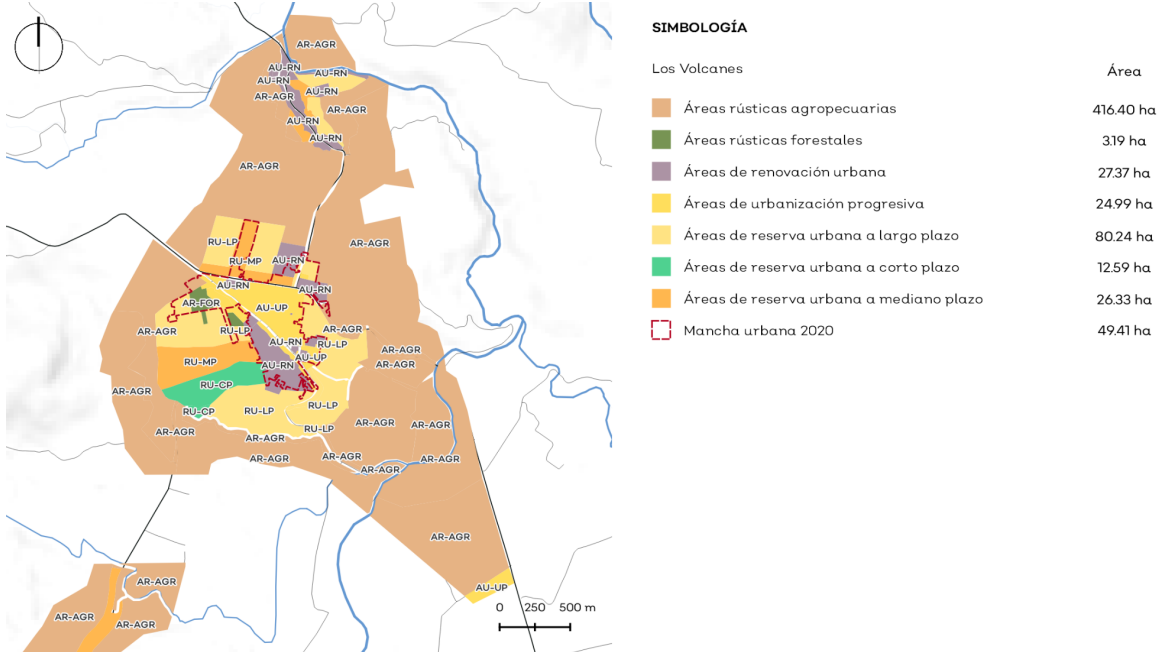 AR-AGR
AU-RN
AU-RN
AU-RN
AU-RN
AR-AGR
AR-AGR
AU-RN
AU-RN
AR-AGR
RU-LP
AR-AGR
RU-MP
AU-RN
AU-RN
AU-RN
AR-FOR
AU-UP
AR-AGR
RU-LP
AR-AGR
AU-RN
RU-LP
AR-AGR
RU-MP
AU-UP
AU-RN
AR-AGR
RU-CP
AR-AGR
RU-CP
RU-LP
RU-LP
AR-AGR
RU-LP
AR-AGR
AR-AGR
AR-AGR
AR-AGR
AR-AGR
AR-AGR
AR-AGR
AR-AGR
AR-AGR
AR-AGR
AU-UP
AR-AGR
AR-AGR
0 250 500 m
SIMBOLOGÍA
Los Volcanes Área
Áreas rústicas agropecuarias 416.40 ha
Áreas rústicas forestales 3.19 ha
Áreas de renovación urbana 27.37 ha
Áreas de urbanización progresiva 24.99 ha
Áreas de reserva urbana a largo plazo 80.24 ha
Áreas de reserva urbana a corto plazo 12.59 ha
Áreas de reserva urbana a mediano plazo 26.33 ha
Mancha urbana 2020 49.41 ha